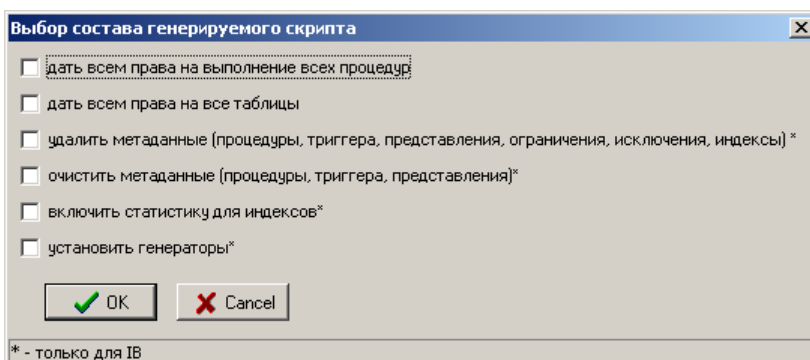 Выбор состава генерируемого скрипта
дать всем права на выполнение всех процедур
дать всем права на все таблицы
удалить метаданные (процедуры, триггера, представления, ограничения, исключения, индексы) *
очистить метаданные (процедуры, триггера, представления)*
включить статистику для индексов*
установить генераторы*
OK Cancel
* - только для IB